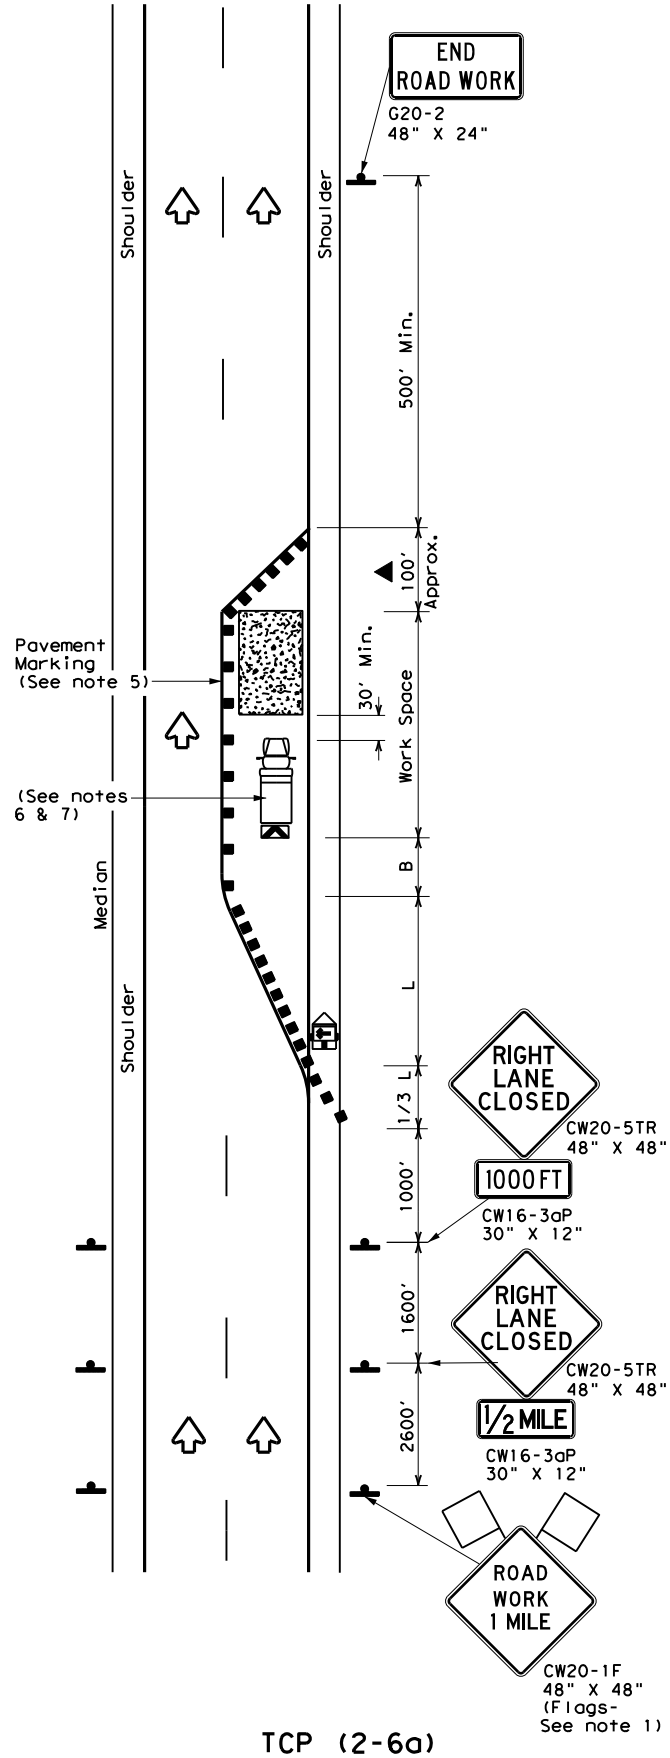 END
ROAD WORK
G20-2
48" X 24"
Shoulder
Shoulder
500' Min.
100'
Approx.
Pavement
Marking
(See note 5)
30' Min.
Work Space
(See notes
6 & 7)
B
Median
L
Shoulder
1/3 L
RIGHT
LANE
CLOSED
CW20-5TR
48" X 48"
1000 FT
CW16-3aP
30" X 12"
1000'
1600'
RIGHT
LANE
CLOSED
CW20-5TR
48" X 48"
1/2 MILE
CW16-3aP
30" X 12"
2600'
ROAD
WORK
1 MILE
CW20-1F
48" X 48"
(Flags-
See note 1)
TCP (2-6a)